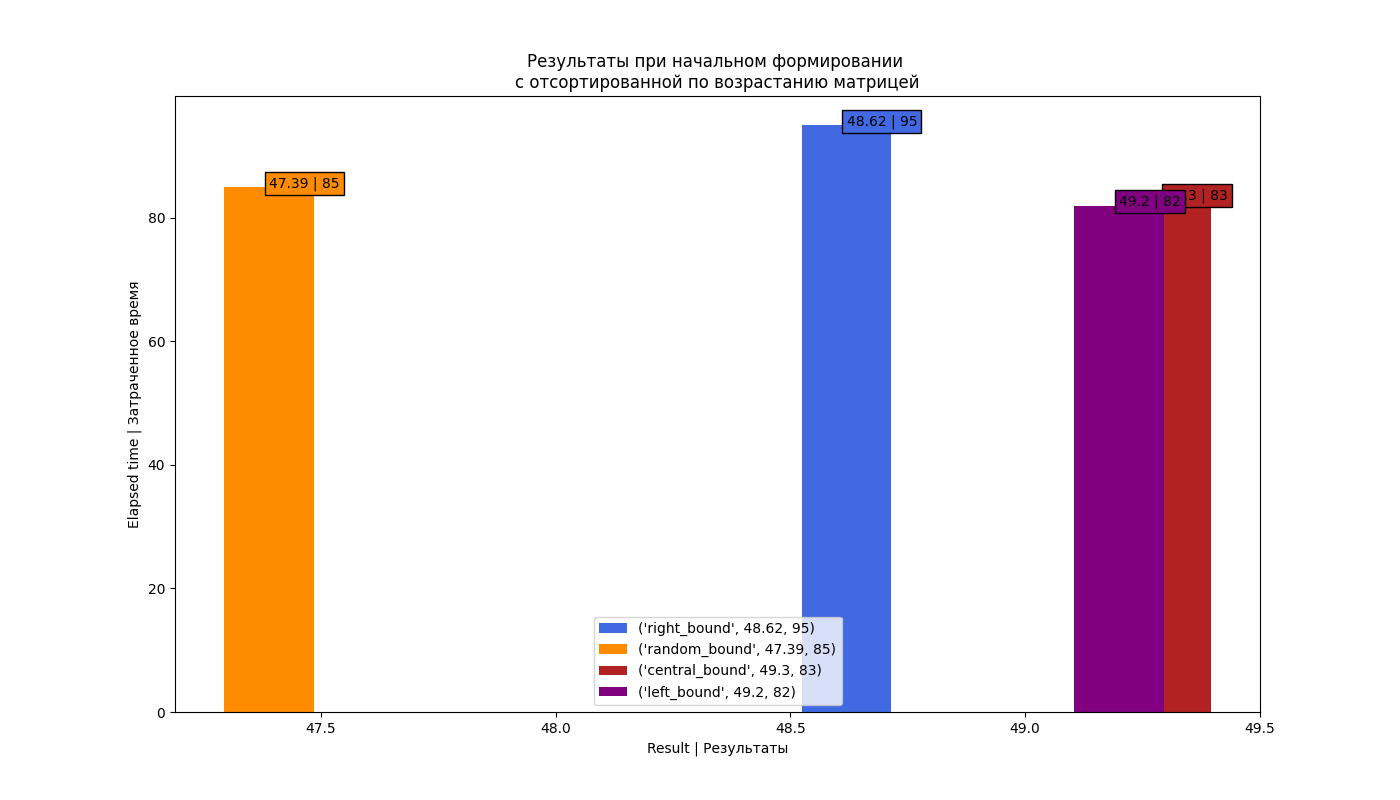 Результаты при начальном формировании
с отсортированной по возрастанию матрицей
48.62 | 95
47.39 | 85
49.2 | 82
3 | 83
80
60
40
20
0
Elapsed time | Затраченное время
('right_bound', 48.62, 95)
('random_bound', 47.39, 85)
('central_bound', 49.3, 83)
('left_bound', 49.2, 82)
47.5
48.0
48.5
49.0
49.5
Result | Результаты